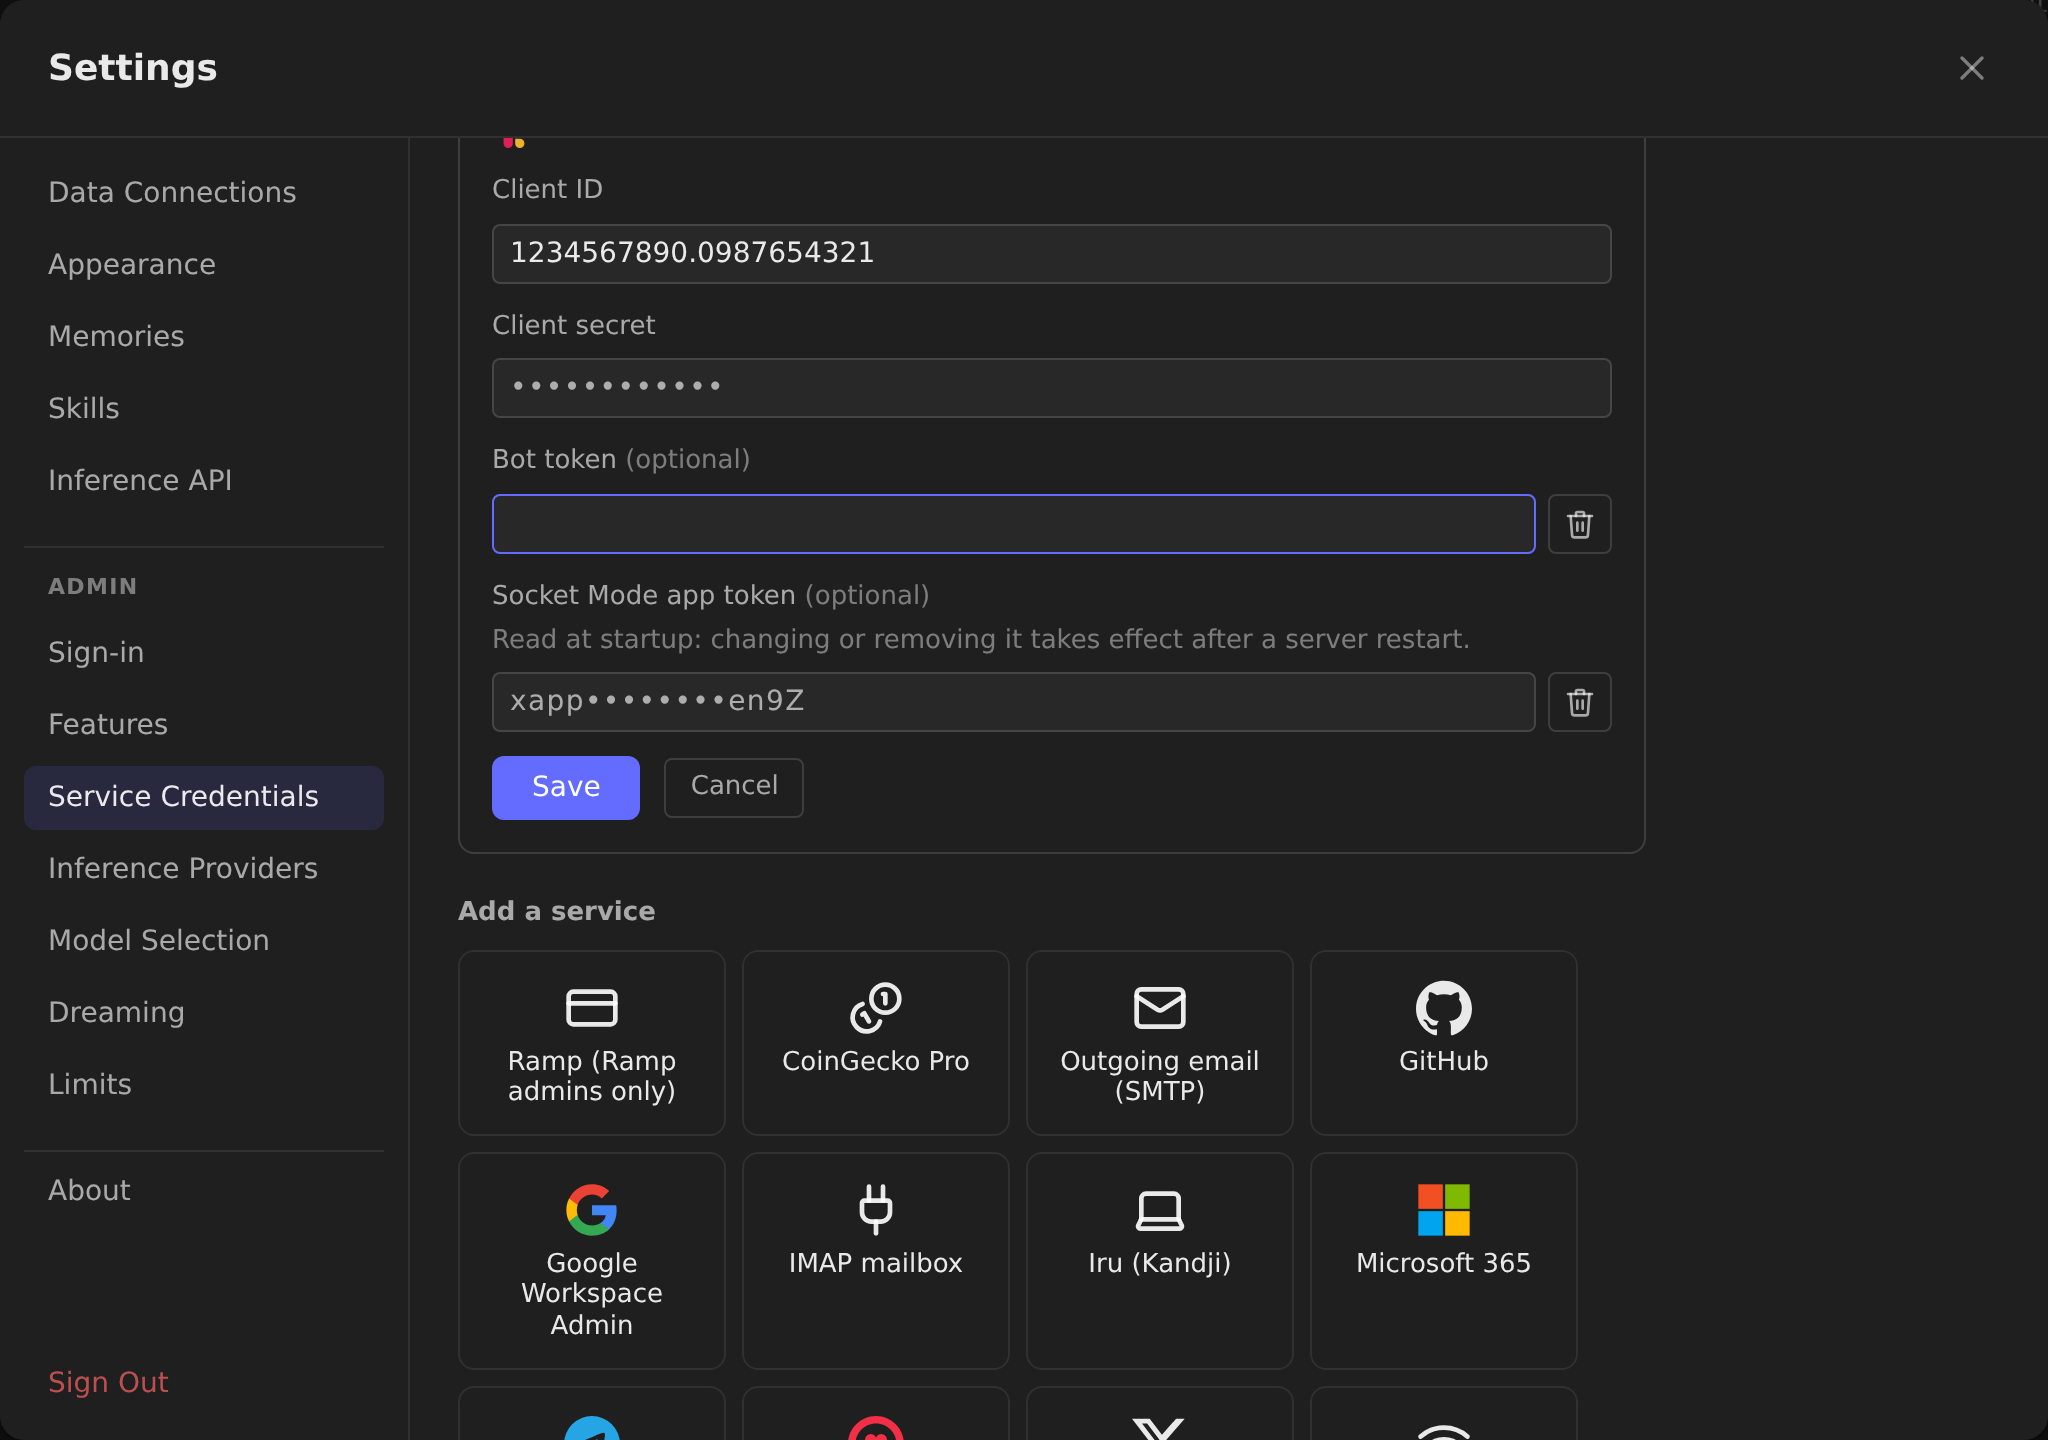 Settings
Data Connections
Appearance
Memories
Skills
Inference API
ADMIN
Sign-in
Features
Service Credentials
Inference Providers
Model Selection
Dreaming
Limits
About
Sign Out
Client ID
1234567890.0987654321
Client secret
••••••••••••
Bot token (optional)
Socket Mode app token (optional)
Read at startup: changing or removing it takes effect after a server restart.
xapp••••••••en9Z
Save
Cancel
Add a service
Ramp (Ramp
admins only)
CoinGecko Pro
Outgoing email
(SMTP)
GitHub
Google
Workspace
Admin
IMAP mailbox
Iru (Kandji)
Microsoft 365